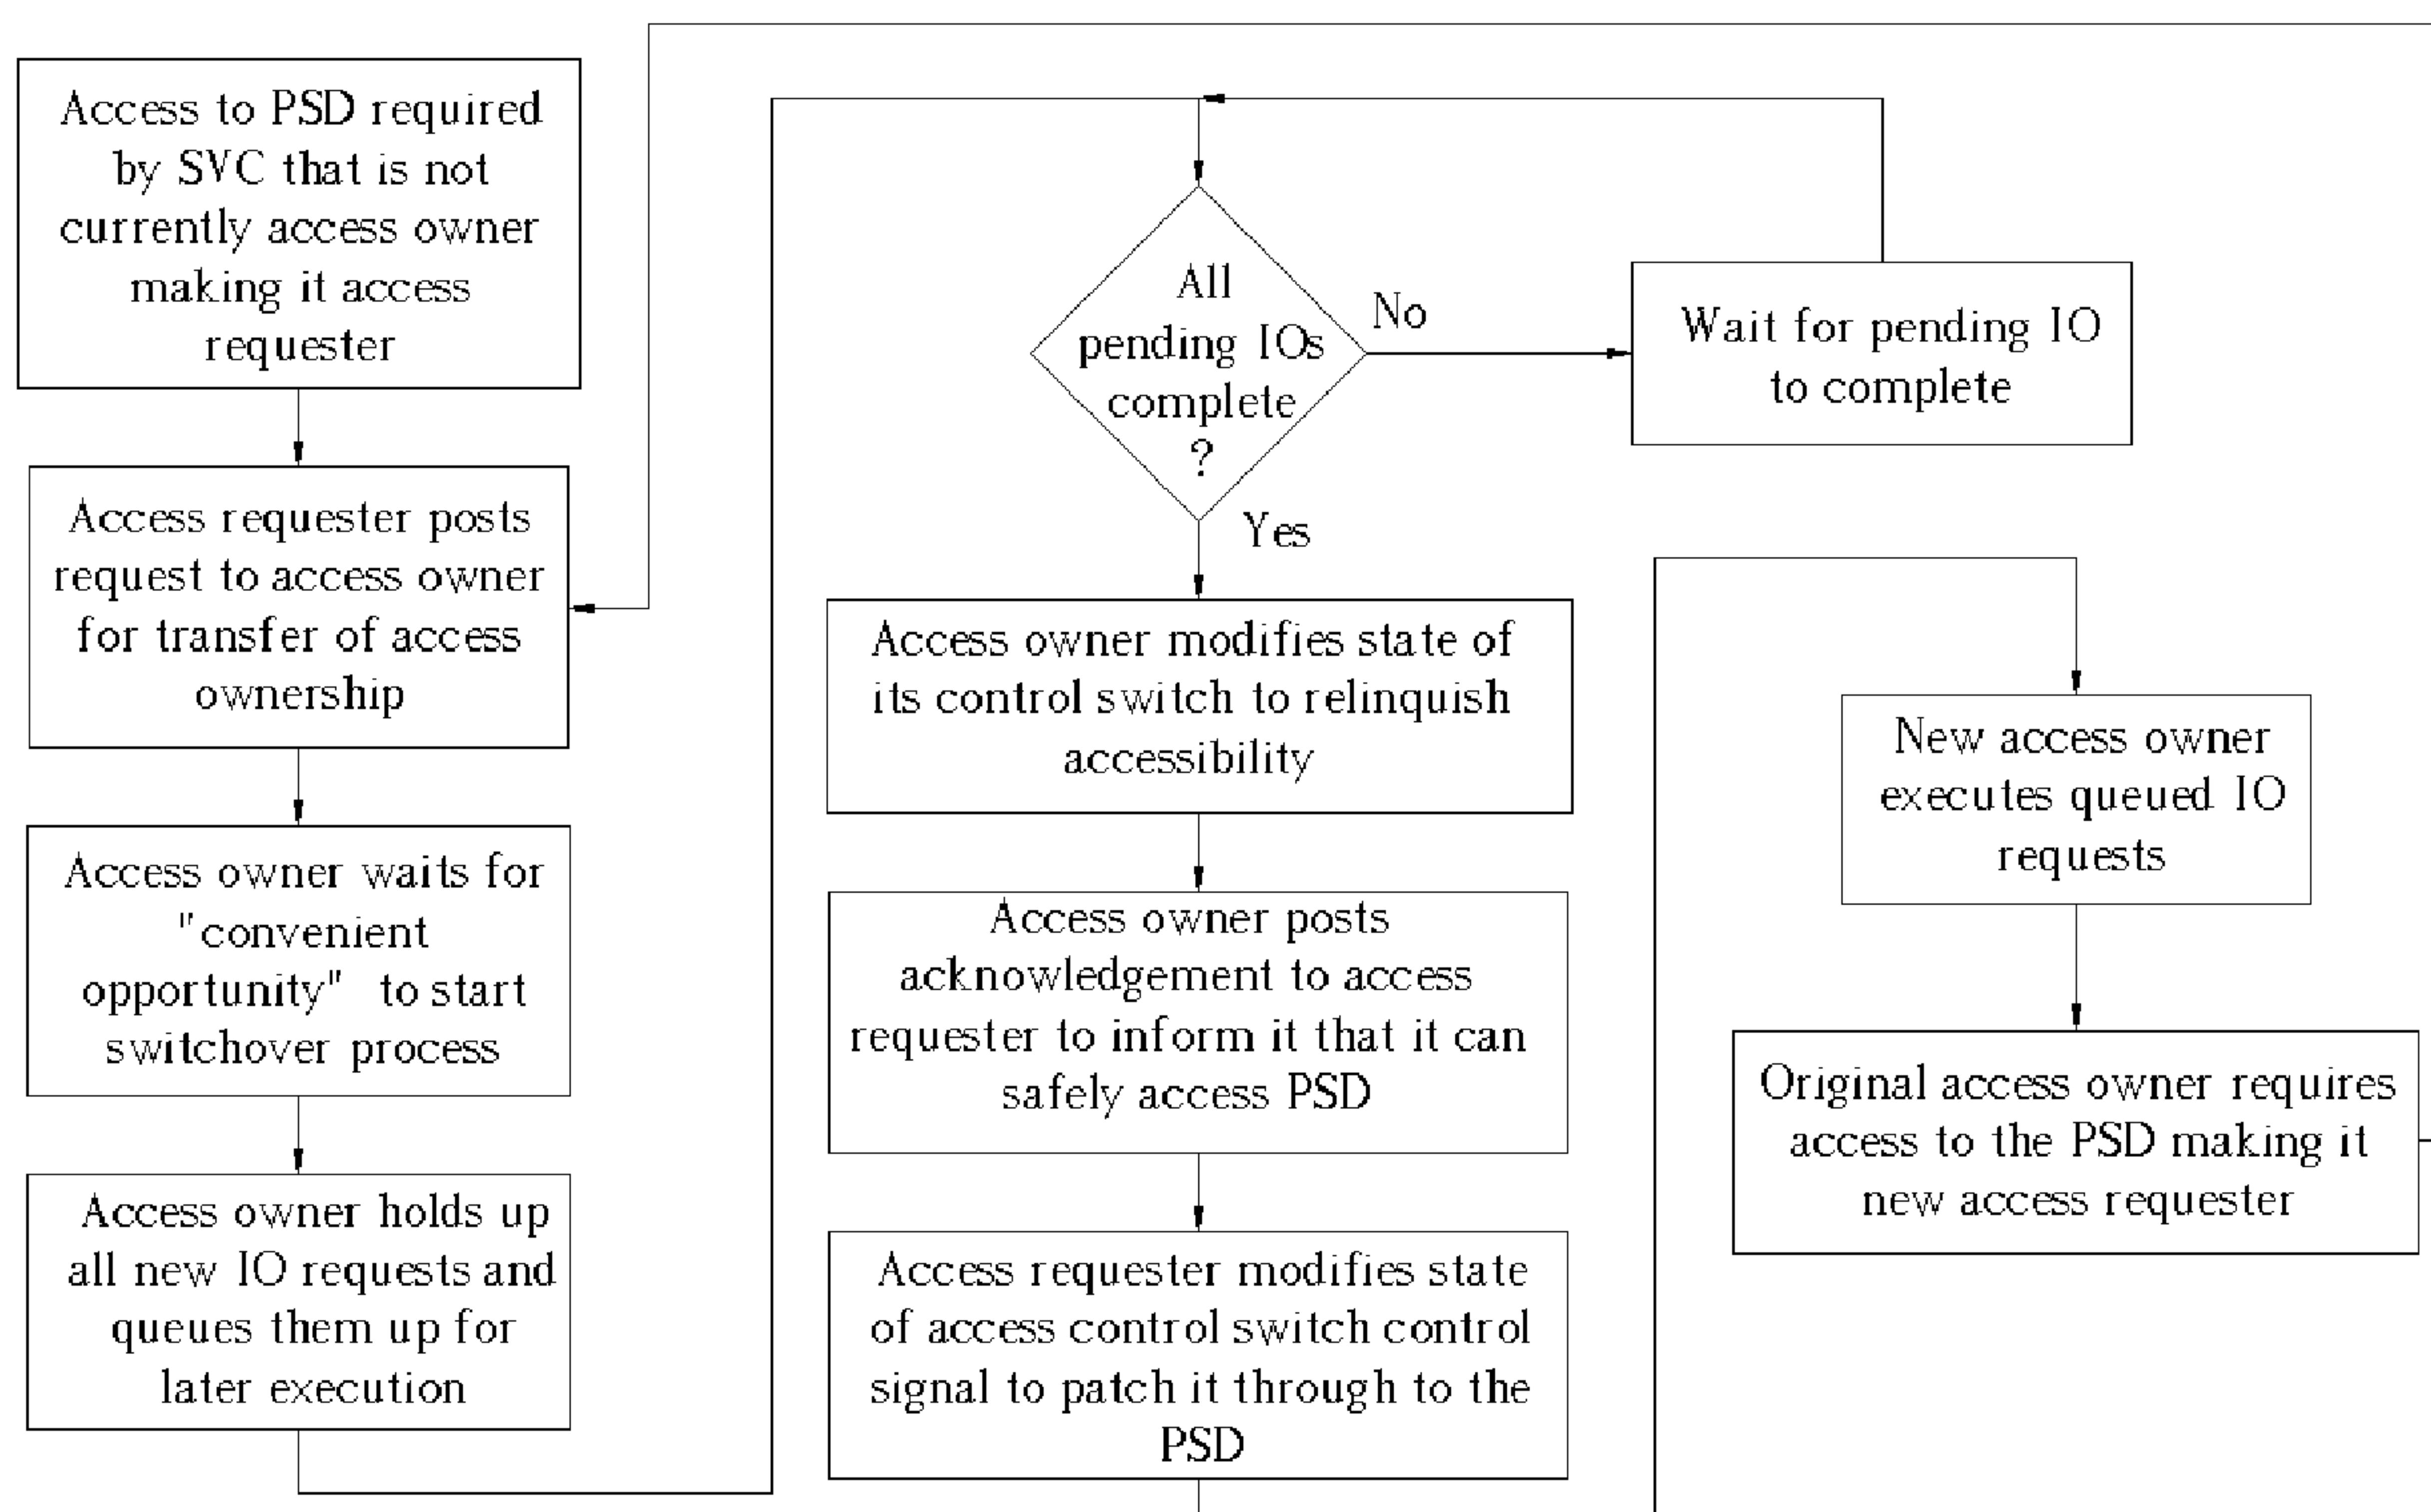 Access to PSD required
by SVC that is not
currently access owner
making it access
requester
Access requester posts
request to access owner
for transfer of access
ownership
Access owner waits for
"convenient
opportunity" to start
switchover process
Access owner holds up
all new IO requests and
queues them up for
later execution
All
pending IOs
complete
?
No
Wait for pending IO
to complete
Yes
Access owner modifies state of
its control switch to relinquish
accessibility
Access owner posts
acknowledgement to access
requester to inform it that it can
safely access PSD
Access requester modifies state
of access control switch control
signal to patch it through to the
PSD
New access owner
executes queued IO
requests
Original access owner requires
access to the PSD making it
new access requester